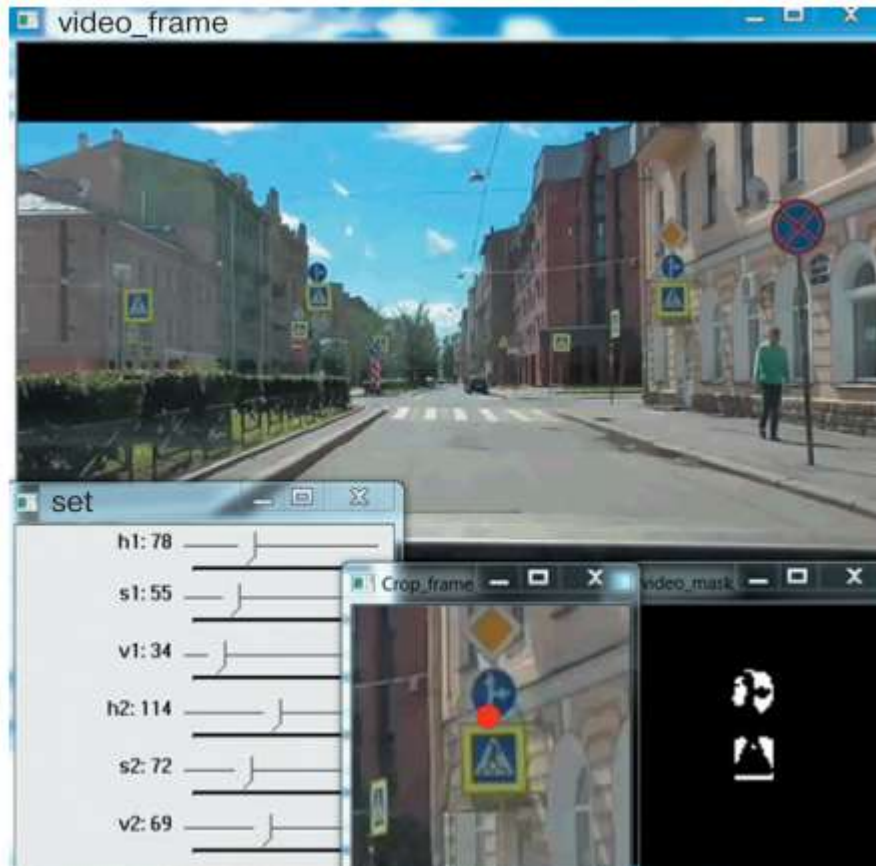 video_frame
set
h1: 78
s1: 55
v1: 34
h2: 114
s2: 72
v2: 69
Crop_frame
video_mask